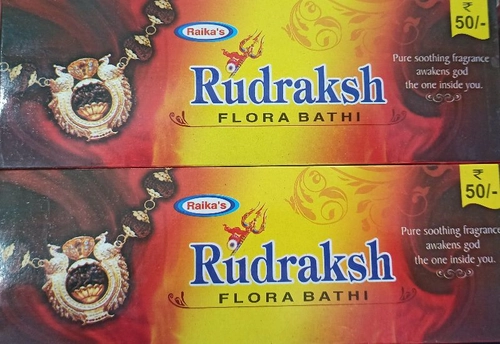 Raika's
₹
50/-
Rudraksh
FLORA BATHI
Pure soothing fragrance
awakens god
the one inside you.
Raika's
₹
50/-
Rudraksh
FLORA BATHI
Pure soothing fragrance
awakens god
the one inside you.